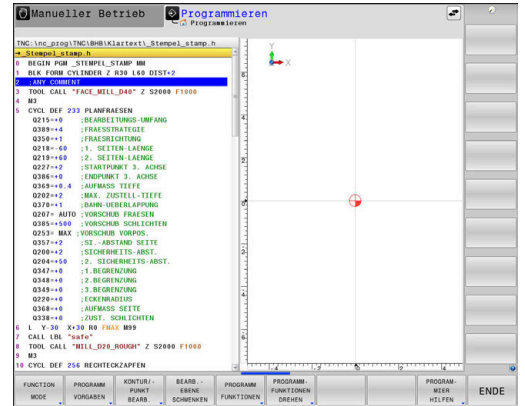 Manueller Betrieb
Programmieren
Programmieren
TNC:\nc_prog\TNC\BHB\Klartext\_Stempel_stamp.h
→_Stempel_stamp.h
0 BEGIN PGM _STEMPEL_STAMP MM
1 BLK FORM CYLINDER Z R30 L60 DIST+2
2 ;ANY COMMENT
3 TOOL CALL "FACE_MILL_D40" Z S2000 F1000
4 M3
5 CYCL DEF 233 PLANFRAESEN
Q215=+0 ;BEARBEITUNGS-UMFANG
Q389=+4 ;FRAESSTRATEGIE
Q350=+1 ;FRAESRICHTUNG
Q218=-60 ;1. SEITEN-LAENGE
Q219=+60 ;2. SEITEN-LAENGE
Q227=+2 ;STARTPUNKT 3. ACHSE
Q386=+0 ;ENDPUNKT 3. ACHSE
Q369=+0.4 ;AUFMASS TIEFE
Q202=+2 ;MAX. ZUSTELL-TIEFE
Q370=+1 ;BAHN-UEBERLAPPUNG
Q207= AUTO ;VORSCHUB FRAESEN
Q385=+500 ;VORSCHUB SCHLICHTEN
Q253= MAX ;VORSCHUB VORPOS.
Q357=+2 ;SI.-ABSTAND SEITE
Q200=+2 ;SICHERHEITS-ABST.
Q204=+50 ;2. SICHERHEITS-ABST.
Q347=+0 ;1.BEGRENZUNG
Q348=+0 ;2.BEGRENZUNG
Q349=+0 ;3.BEGRENZUNG
Q220=+0 ;ECKENRADIUS
Q368=+0 ;AUFMASS SEITE
Q338=+0 ;ZUST. SCHLICHTEN
6 L Y-30 X+30 R0 FMAX M99
7 CALL LBL "safe"
8 TOOL CALL "MILL_D20_ROUGH" Z S2000 F1000
9 M3
10 CYCL DEF 256 RECHTECKZAPFEN
Y
X
FUNCTION MODE
PROGRAMM VORGABEN
KONTUR/- PUNKT BEARB.
BEARB.- EBENE SCHWENKEN
PROGRAMM FUNKTIONEN
PROGRAMM- FUNKTIONEN DREHEN
PROGRAM- MIER HILFEN
ENDE